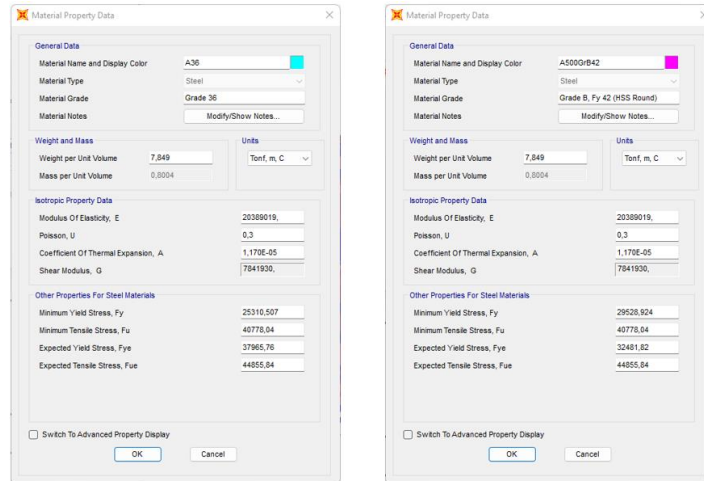 Material Property Data
General Data
Material Name and Display Color A36
Material Type Steel
Material Grade Grade 36
Material Notes Modify/Show Notes...
Weight and Mass Units
Weight per Unit Volume 7,849 Tonf, m, C
Mass per Unit Volume 0,8004
Isotropic Property Data
Modulus Of Elasticity, E 20389019,
Poisson, U 0,3
Coefficient Of Thermal Expansion, A 1,170E-05
Shear Modulus, G 7841930,
Other Properties For Steel Materials
Minimum Yield Stress, Fy 25310,507
Minimum Tensile Stress, Fu 40778,04
Expected Yield Stress, Fye 37965,76
Expected Tensile Stress, Fue 44855,84
Switch To Advanced Property Display
OK Cancel
Material Property Data
General Data
Material Name and Display Color A500GrB42
Material Type Steel
Material Grade Grade B, Fy 42 (HSS Round)
Material Notes Modify/Show Notes...
Weight and Mass Units
Weight per Unit Volume 7,849 Tonf, m, C
Mass per Unit Volume 0,8004
Isotropic Property Data
Modulus Of Elasticity, E 20389019,
Poisson, U 0,3
Coefficient Of Thermal Expansion, A 1,170E-05
Shear Modulus, G 7841930,
Other Properties For Steel Materials
Minimum Yield Stress, Fy 29528,924
Minimum Tensile Stress, Fu 40778,04
Expected Yield Stress, Fye 32481,82
Expected Tensile Stress, Fue 44855,84
Switch To Advanced Property Display
OK Cancel